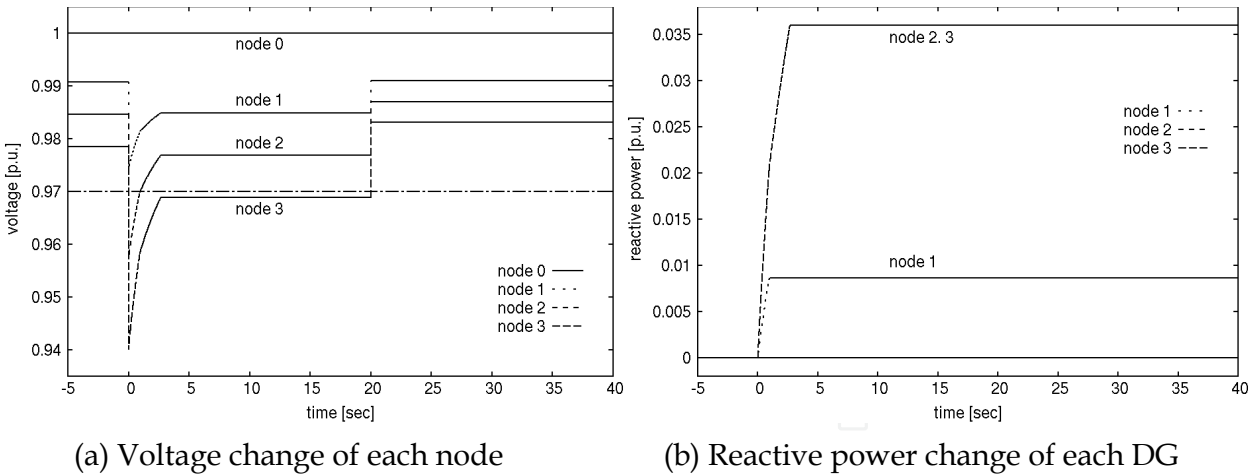 1
0.99
0.98
0.97
0.96
0.95
0.94
voltage [p.u.]
node 0
node 1
node 2
node 3
node 0
node 1
node 2
node 3
-5 0 5 10 15 20 25 30 35 40
time [sec]
(a) Voltage change of each node
0.035
0.03
0.025
0.02
0.015
0.01
0.005
0
reactive power [p.u.]
node 2. 3
node 1
node 2
node 3
node 1
-5 0 5 10 15 20 25 30 35 40
time [sec]
(b) Reactive power change of each DG